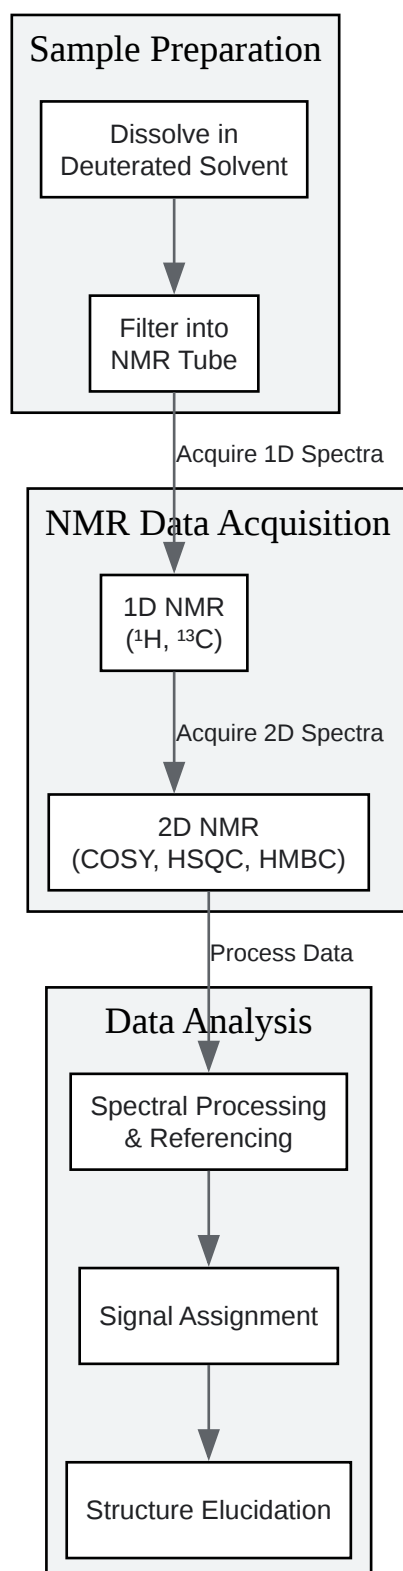 Sample Preparation
Dissolve in
Deuterated Solvent
Filter into
NMR Tube
Acquire 1D Spectra
NMR Data Acquisition
1D NMR
(¹H, ¹³C)
Acquire 2D Spectra
2D NMR
(COSY, HSQC, HMBC)
Process Data
Data Analysis
Spectral Processing
& Referencing
Signal Assignment
Structure Elucidation